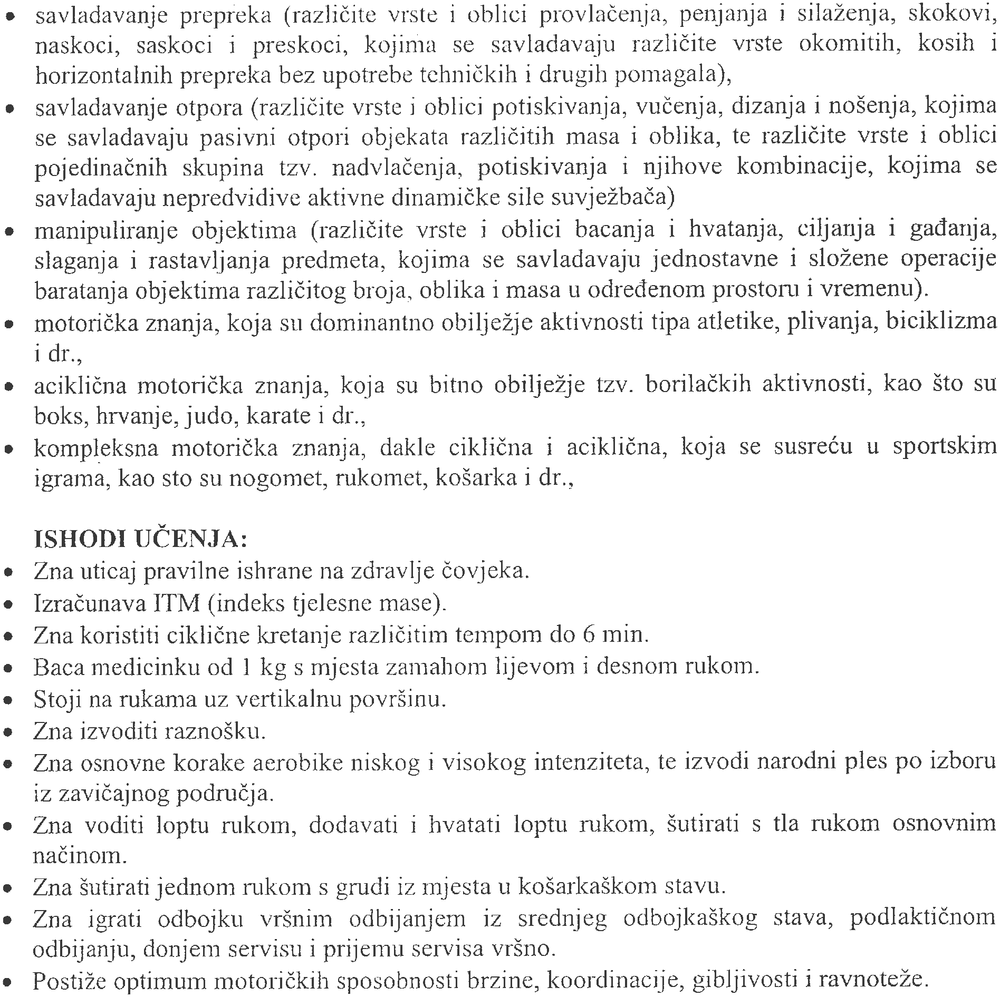 • savladavanje prepreka (različite vrste i oblici provlačenja, penjanja i silaženja, skokovi,
naskoci, saskoci i preskoci, kojima se savladavaju različite vrste okomitih, kosih i
horizontalnih prepreka bez upotrebe tehničkih i drugih pomagala),
• savladavanje otpora (različite vrste i oblici potiskivanja, vučenja, dizanja i nošenja, kojima
se savladavaju pasivni otpori objekata različitih masa i oblika, te različite vrste i oblici
pojedinačnih skupina tzv. nadvlačenja, potiskivanja i njihove kombinacije, kojima se
savladavaju nepredvidive aktivne dinamičke sile suvježbača)
• manipuliranje objektima (različite vrste i oblici bacanja i hvatanja, ciljanja i gađanja,
slaganja i rastavljanja predmeta, kojima se savladavaju jednostavne i složene operacije
baratanja objektima različitog broja, oblika i masa u određenom prostoru i vremenu).
• motorička znanja, koja su dominantno obilježje aktivnosti tipa atletike, plivanja, biciklizma
i dr.,
• aciklična motorička znanja, koja su bitno obilježje tzv. borilačkih aktivnosti, kao što su
boks, hrvanje, judo, karate i dr.,
• kompleksna motorička znanja, dakle ciklična i aciklična, koja se susreću u sportskim
igrama, kao sto su nogomet, rukomet, košarka i dr.,
ISHODI UČENJA:
• Zna uticaj pravilne ishrane na zdravlje čovjeka.
• Izračunava ITM (indeks tjelesne mase).
• Zna koristiti ciklične kretanje različitim tempom do 6 min.
• Baca medicinku od 1 kg s mjesta zamahom lijevom i desnom rukom.
• Stoji na rukama uz vertikalnu površinu.
• Zna izvoditi raznošku.
• Zna osnovne korake aerobike niskog i visokog intenziteta, te izvodi narodni ples po izboru
iz zavičajnog područja.
• Zna voditi loptu rukom, dodavati i hvatati loptu rukom, šutirati s tla rukom osnovnim
načinom.
• Zna šutirati jednom rukom s grudi iz mjesta u košarkaškom stavu.
• Zna igrati odbojku vršnim odbijanjem iz srednjeg odbojkaškog stava, podlaktičnom
odbijanju, donjem servisu i prijemu servisa vršno.
• Postiže optimum motoričkih sposobnosti brzine, koordinacije, gibljivosti i ravnoteže.